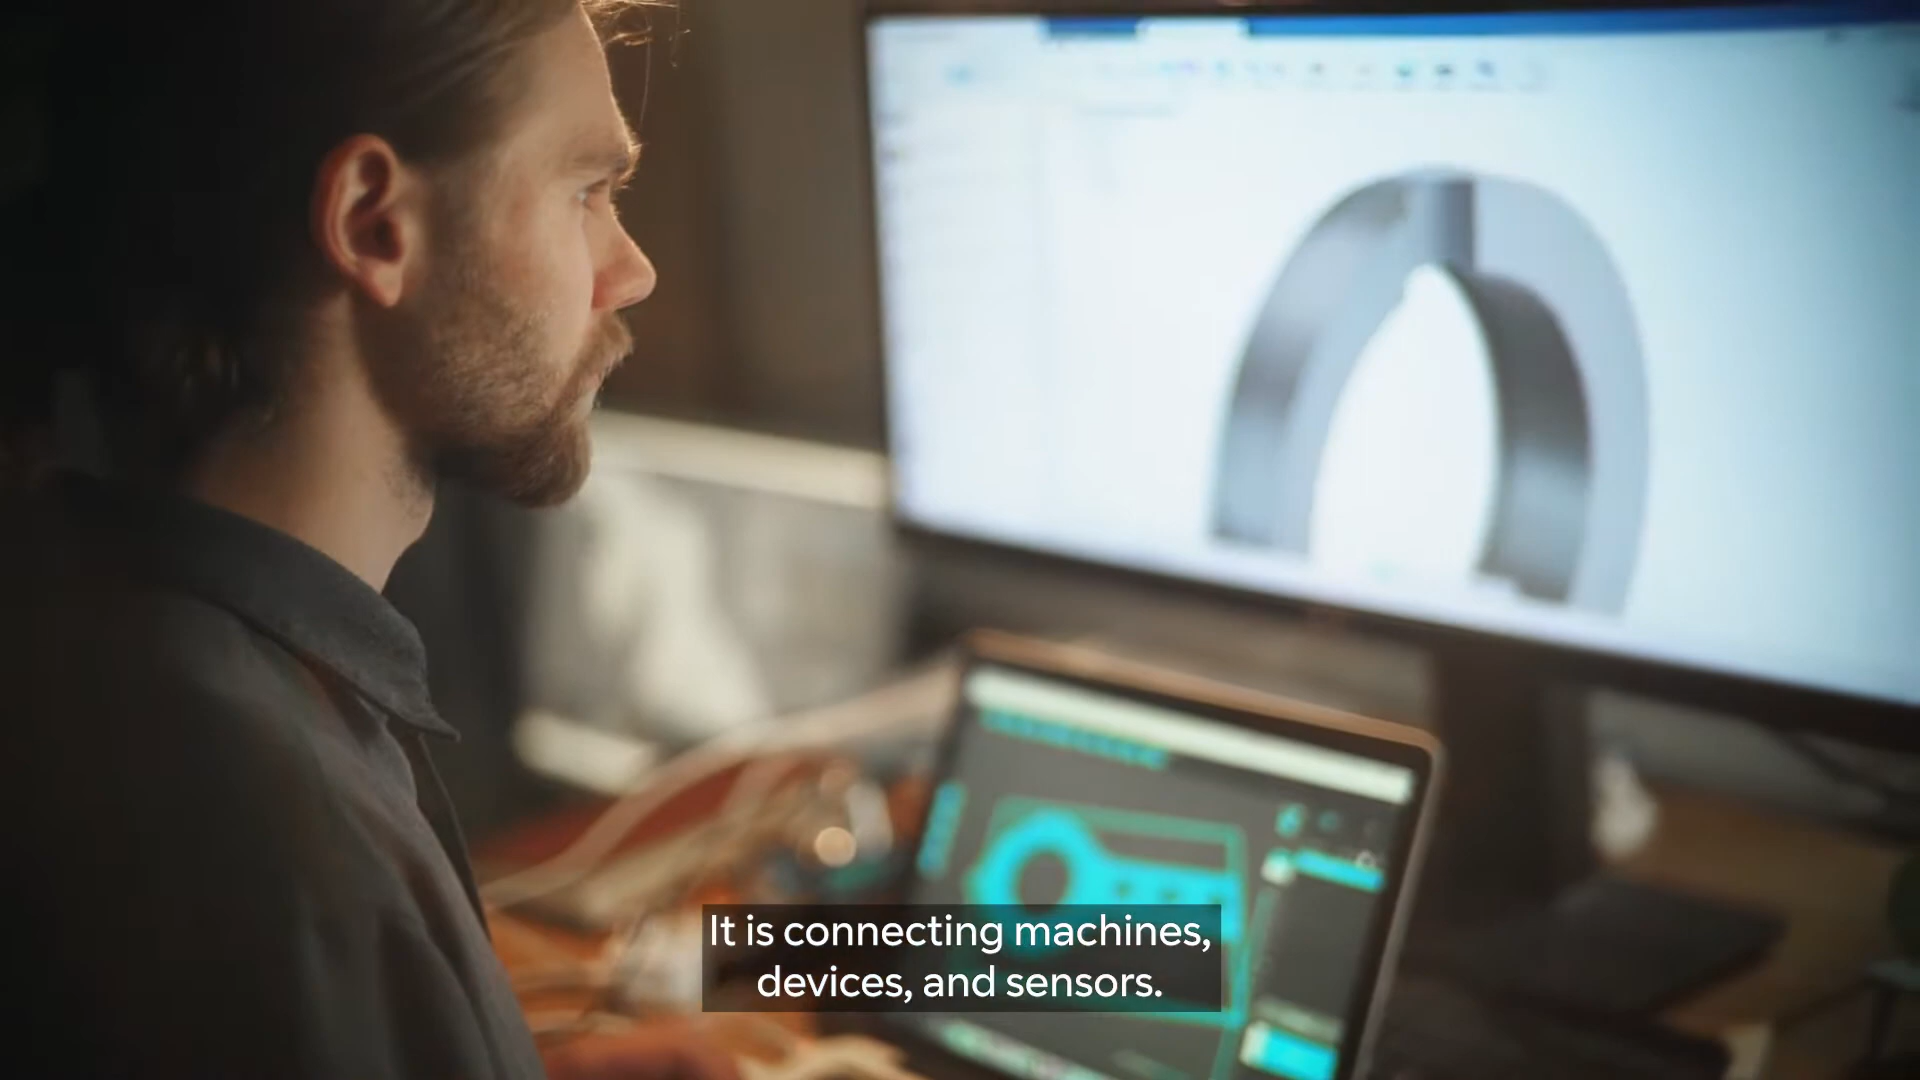 It is connecting machines,
devices, and sensors.